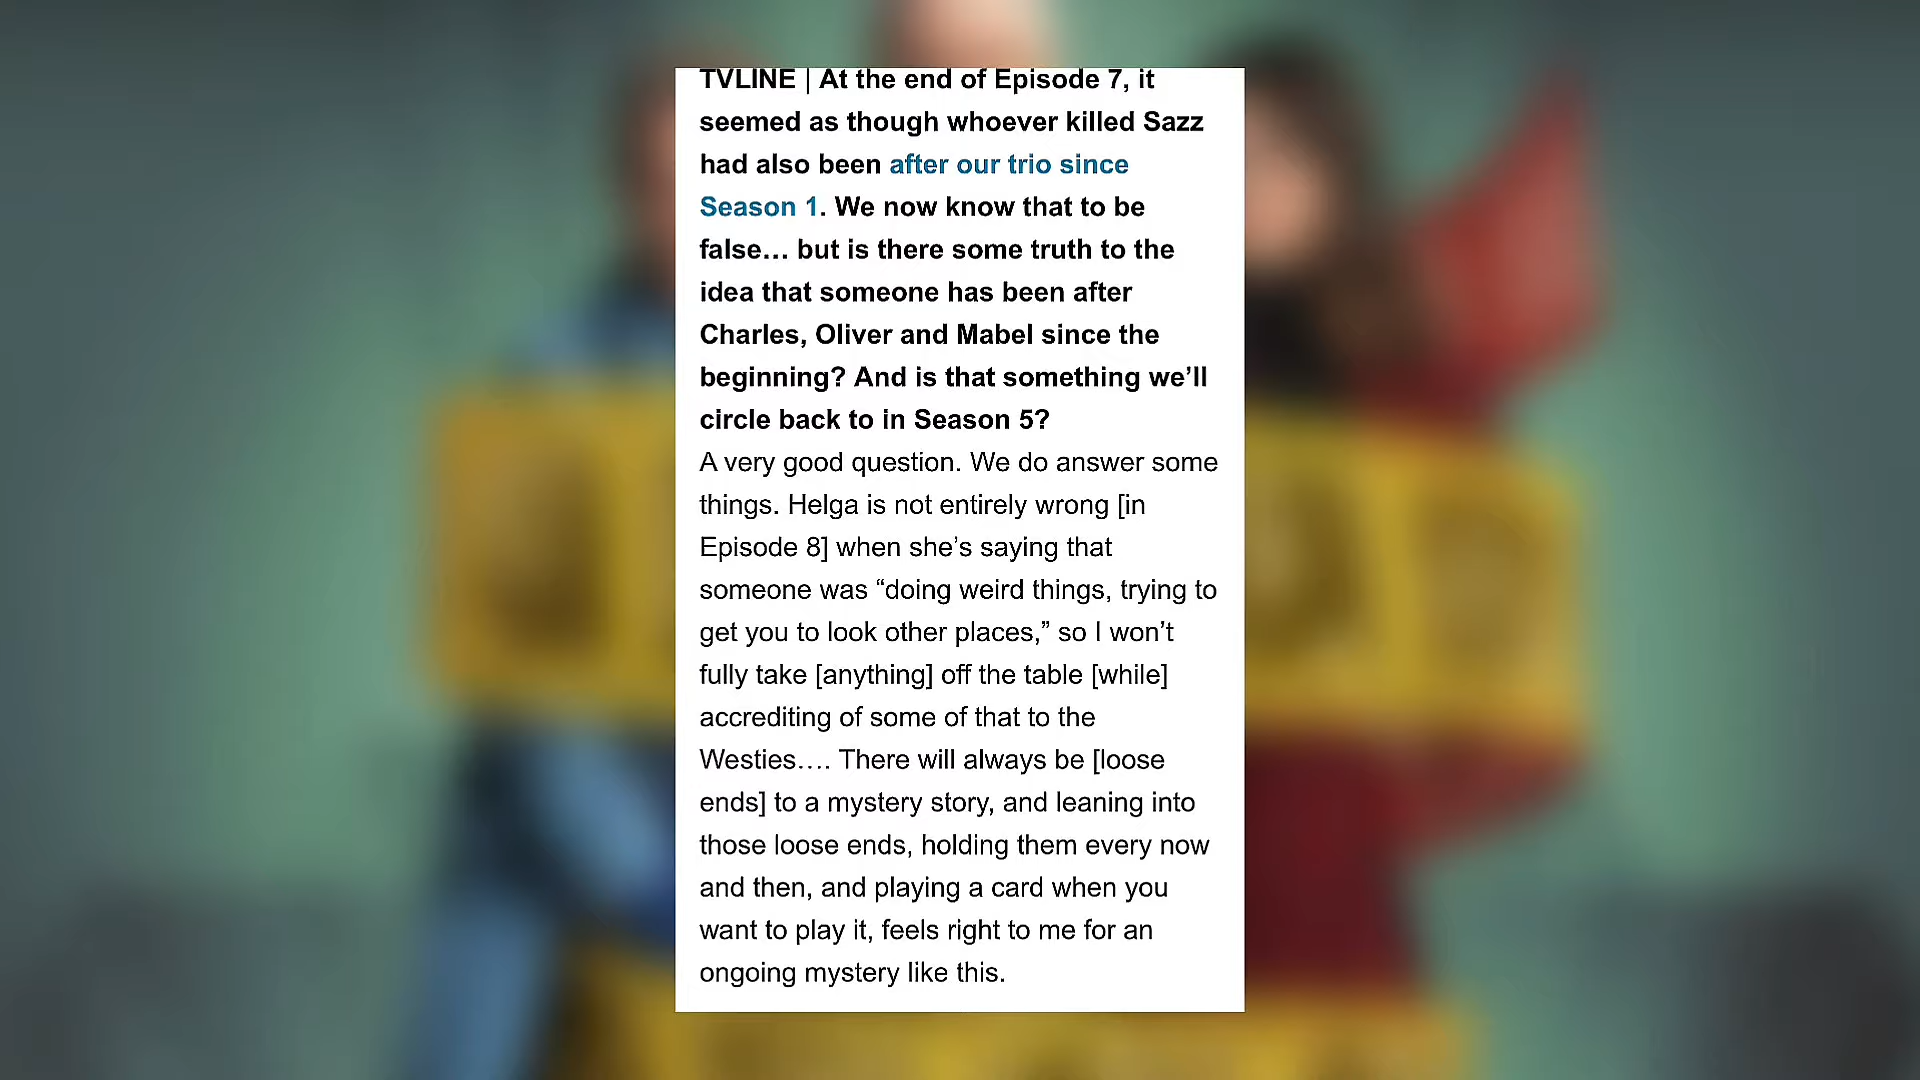 TVLINE | At the end of Episode 7, it
seemed as though whoever killed Sazz
had also been after our trio since
Season 1. We now know that to be
false… but is there some truth to the
idea that someone has been after
Charles, Oliver and Mabel since the
beginning? And is that something we’ll
circle back to in Season 5?
A very good question. We do answer some
things. Helga is not entirely wrong [in
Episode 8] when she’s saying that
someone was “doing weird things, trying to
get you to look other places,” so I won’t
fully take [anything] off the table [while]
accrediting of some of that to the
Westies…. There will always be [loose
ends] to a mystery story, and leaning into
those loose ends, holding them every now
and then, and playing a card when you
want to play it, feels right to me for an
ongoing mystery like this.